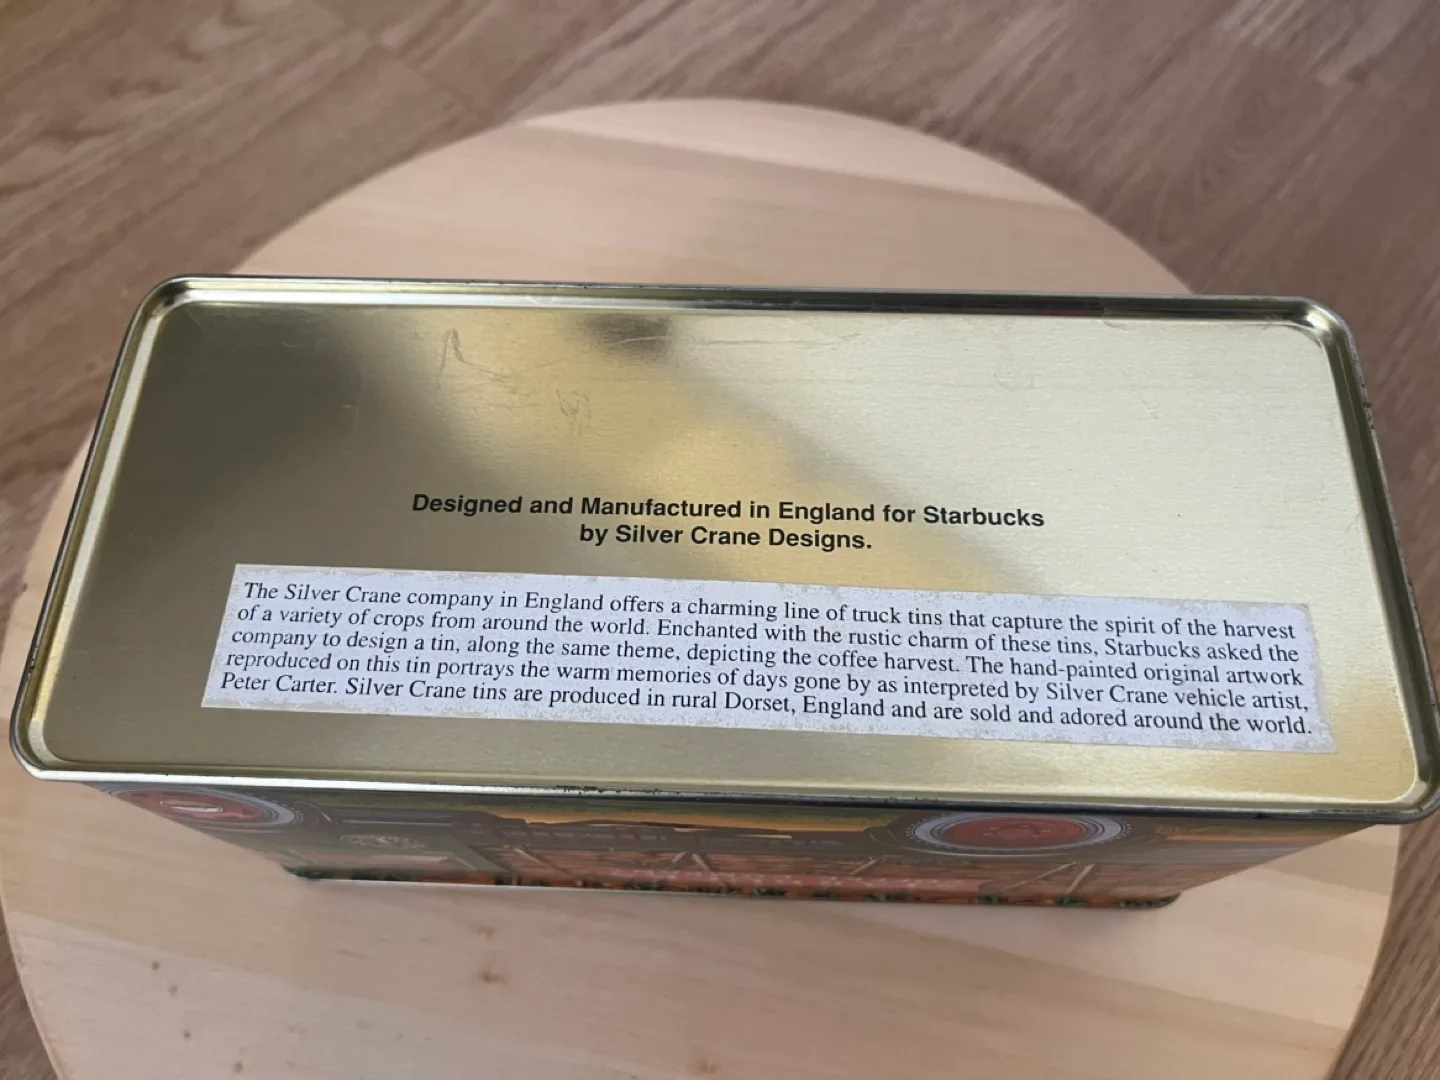 Designed and Manufactured in England for Starbucks
by Silver Crane Designs.
The Silver Crane company in England offers a charming line of truck tins that capture the spirit of the harvest
of a variety of crops from around the world. Enchanted with the rustic charm of these tins, Starbucks asked the
company to design a tin, along the same theme, depicting the coffee harvest. The hand-painted original artwork
reproduced on this tin portrays the warm memories of days gone by as interpreted by Silver Crane vehicle artist,
Peter Carter. Silver Crane tins are produced in rural Dorset, England and are sold and adored around the world.